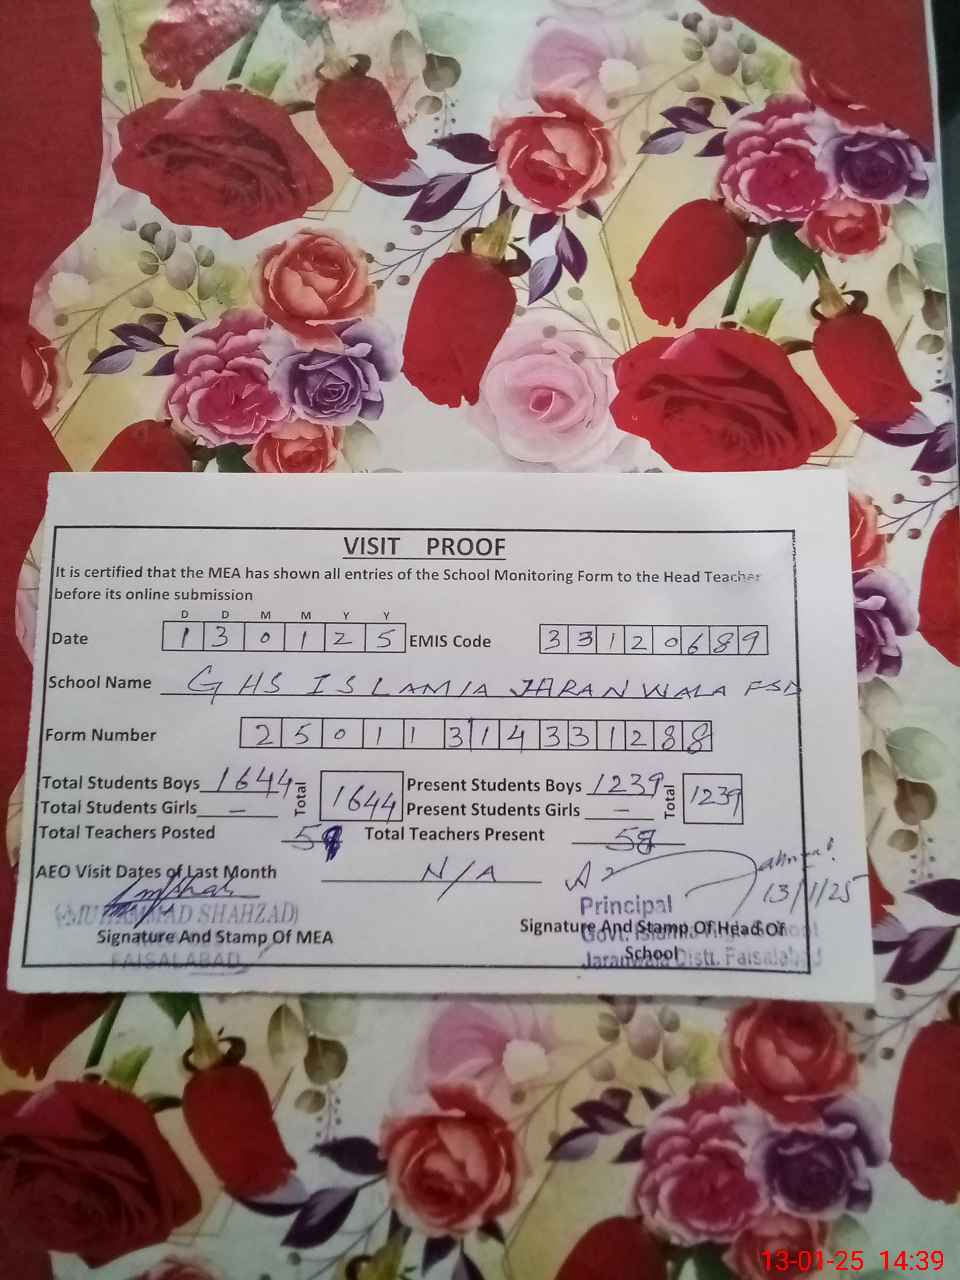 VISIT PROOF
It is certified that the MEA has shown all entries of the School Monitoring Form to the Head Teacher
before its online submission
D D M M Y Y
Date 1 3 0 1 2 5 EMIS Code 3 3 1 2 0 6 8 9
School Name G HS ISLAMIA JARANWALA FSD
Form Number 2 5 0 1 1 3 1 4 3 3 1 2 8 8
Total Students Boys 1644 Total 1644 Present Students Boys 1239 Total 1239
Total Students Girls — Present Students Girls —
Total Teachers Posted Total Teachers Present
AEO Visit Dates of Last Month N/A
13/1/25
(MUHAMMAD SHAHZAD) Principal
Signature And Stamp Of MEA Signature And Stamp Of Head Of
School
FAISALABAD Jaranwala Distt. Faisalabad
13-01-25 14:39